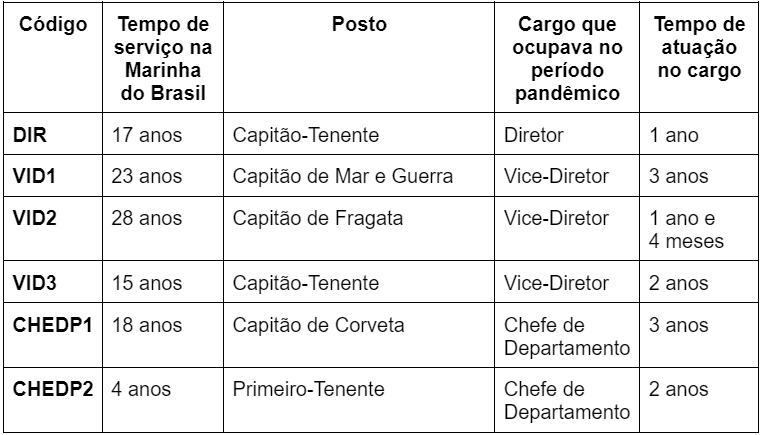 Código Tempo de serviço na Marinha do Brasil Posto Cargo que ocupava no período pandêmico Tempo de atuação no cargo
DIR 17 anos Capitão-Tenente Diretor 1 ano
VID1 23 anos Capitão de Mar e Guerra Vice-Diretor 3 anos
VID2 28 anos Capitão de Fragata Vice-Diretor 1 ano e 4 meses
VID3 15 anos Capitão-Tenente Vice-Diretor 2 anos
CHEDP1 18 anos Capitão de Corveta Chefe de Departamento 3 anos
CHEDP2 4 anos Primeiro-Tenente Chefe de Departamento 2 anos